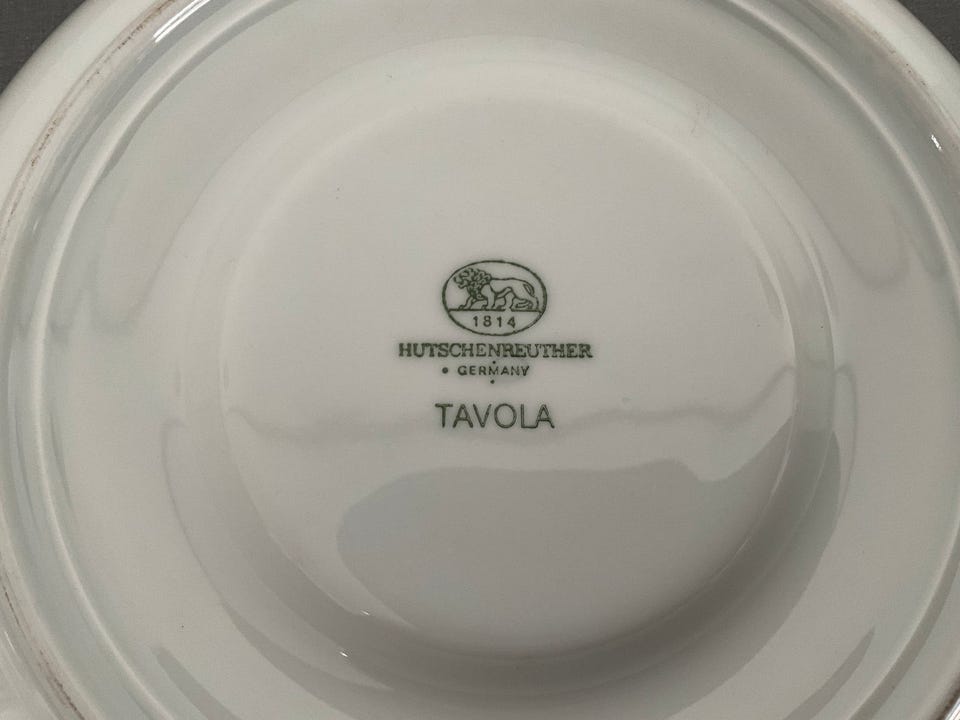 1814
HUTSCHENREUTHER
GERMANY
TAVOLA